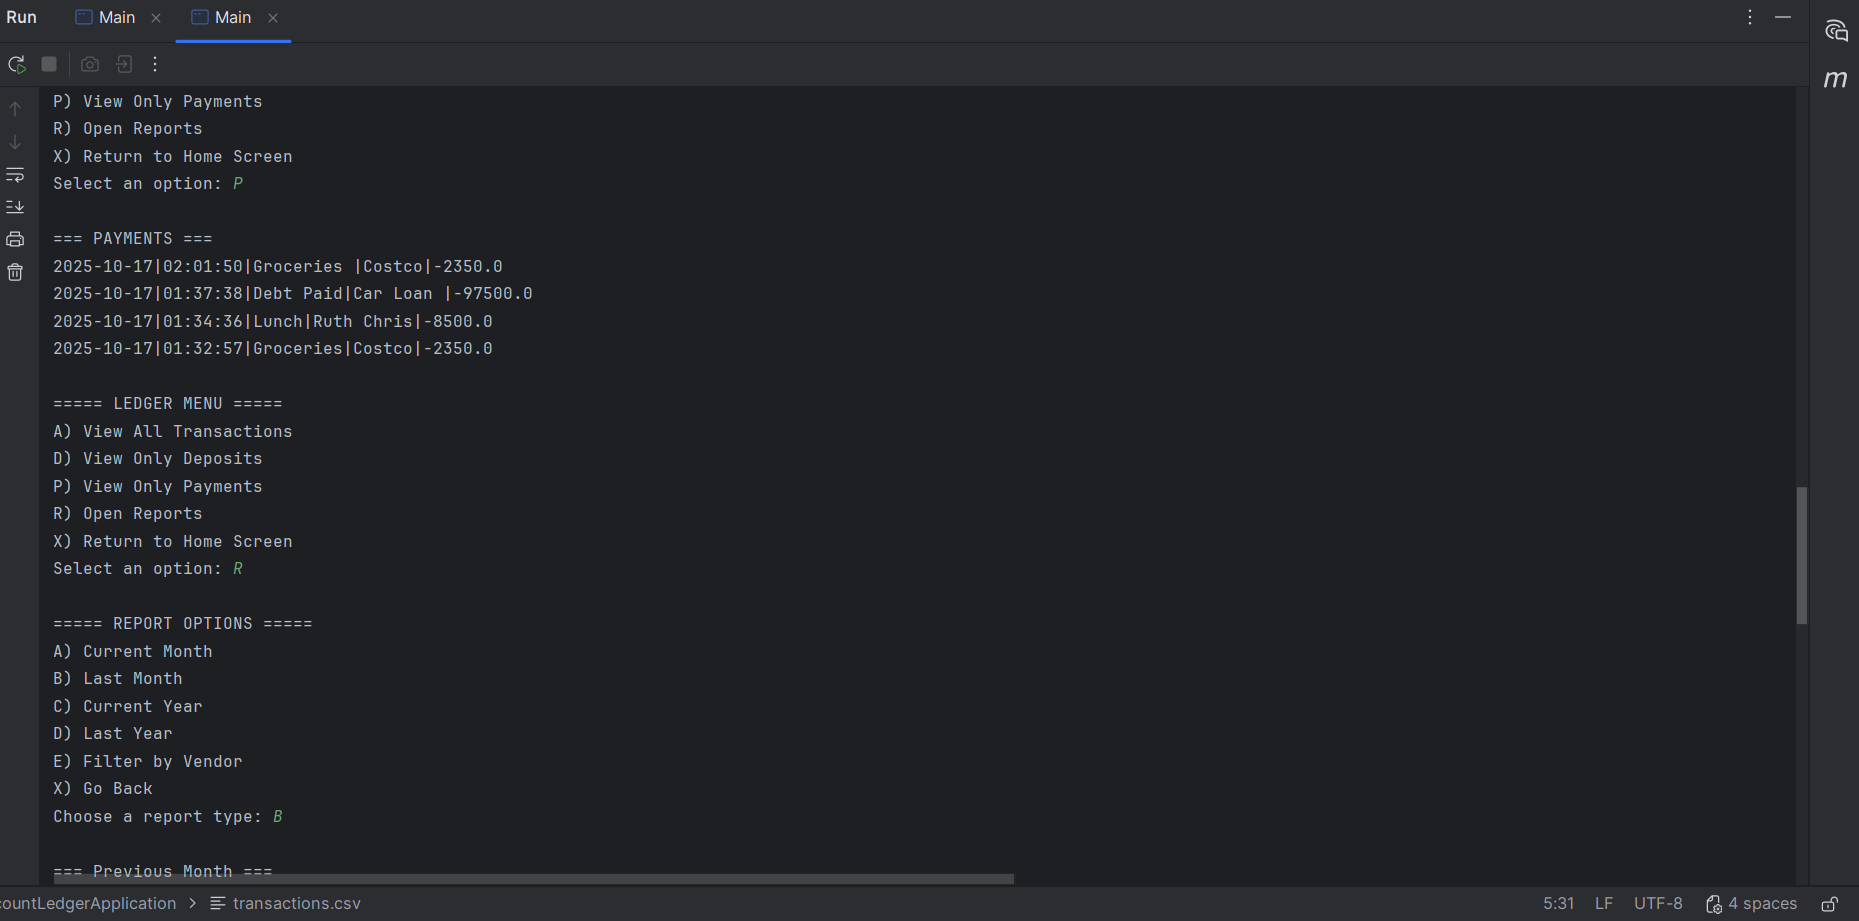 Run Main Main
P) View Only Payments
R) Open Reports
X) Return to Home Screen
Select an option: P
=== PAYMENTS ===
2025-10-17|02:01:50|Groceries |Costco|-2350.0
2025-10-17|01:37:38|Debt Paid|Car Loan |-97500.0
2025-10-17|01:34:36|Lunch|Ruth Chris|-8500.0
2025-10-17|01:32:57|Groceries|Costco|-2350.0
===== LEDGER MENU =====
A) View All Transactions
D) View Only Deposits
P) View Only Payments
R) Open Reports
X) Return to Home Screen
Select an option: R
===== REPORT OPTIONS =====
A) Current Month
B) Last Month
C) Current Year
D) Last Year
E) Filter by Vendor
X) Go Back
Choose a report type: B
=== Previous Month ===
countLedgerApplication > transactions.csv 5:31 LF UTF-8 4 spaces
m